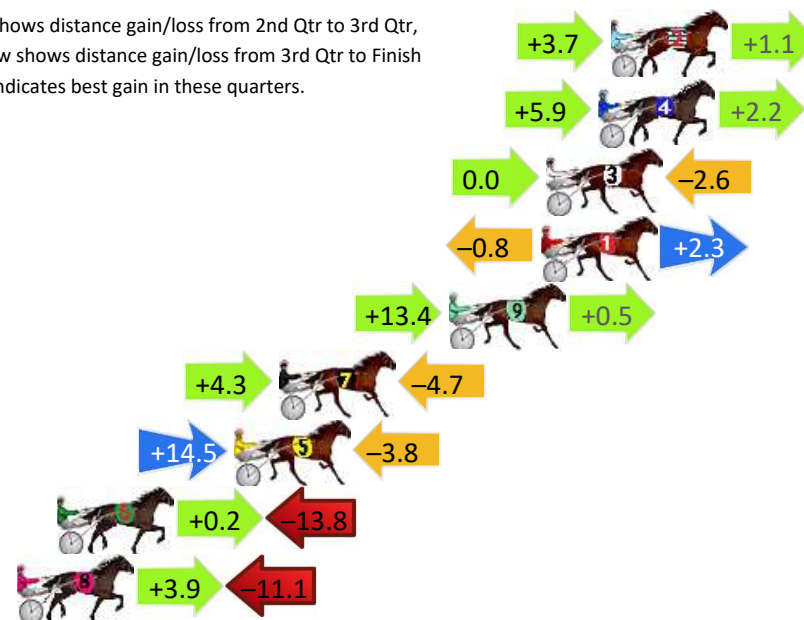 hows distance gain/loss from 2nd Qtr to 3rd Qtr,
w shows distance gain/loss from 3rd Qtr to Finish
ndicates best gain in these quarters.
+3.7 2 +1.1
+5.9 4 +2.2
0.0 3 –2.6
–0.8 1 +2.3
+13.4 9 +0.5
+4.3 7 –4.7
+14.5 5 –3.8
6 +0.2 –13.8
8 +3.9 –11.1